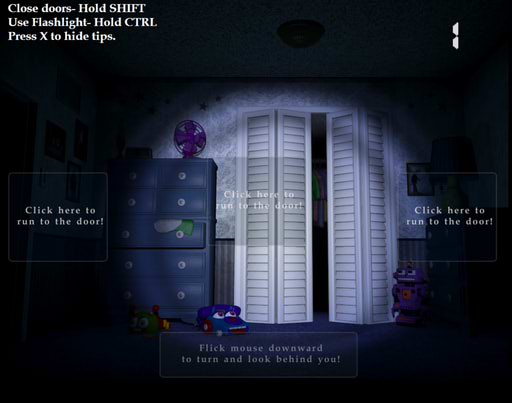 Close doors- Hold SHIFT
Use Flashlight- Hold CTRL
Press X to hide tips.
Click here to
run to the door!
Click here to
run to the door!
Click here to
run to the door!
Flick mouse downward
to turn and look behind you!